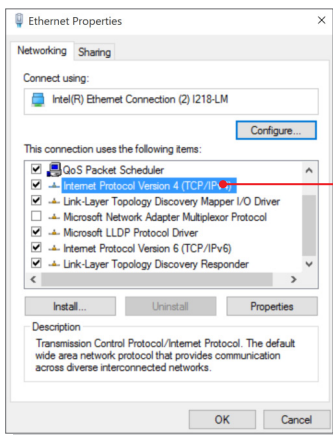 Ethernet Properties
Networking Sharing
Connect using:
Intel(R) Ethernet Connection (2) I218-LM
Configure...
This connection uses the following items:
QoS Packet Scheduler
Internet Protocol Version 4 (TCP/IPv4)
Link-Layer Topology Discovery Mapper I/O Driver
Microsoft Network Adapter Multiplexor Protocol
Microsoft LLDP Protocol Driver
Internet Protocol Version 6 (TCP/IPv6)
Link-Layer Topology Discovery Responder
Install... Uninstall Properties
Description
Transmission Control Protocol/Internet Protocol. The default
wide area network protocol that provides communication
across diverse interconnected networks.
OK Cancel